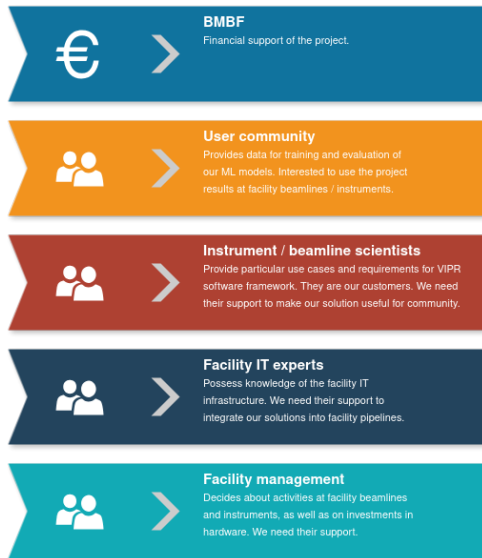 €
BMBF
Financial support of the project.
User community
Provides data for training and evaluation of
our ML models. Interested to use the project
results at facility beamlines / instruments.
Instrument / beamline scientists
Provide particular use cases and requirements for VIPR
software framework. They are our customers. We need
their support to make our solution useful for community.
Facility IT experts
Possess knowledge of the facility IT
infrastructure. We need their support to
integrate our solutions into facility pipelines.
Facility management
Decides about activities at facility beamlines
and instruments, as well as on investments in
hardware. We need their support.